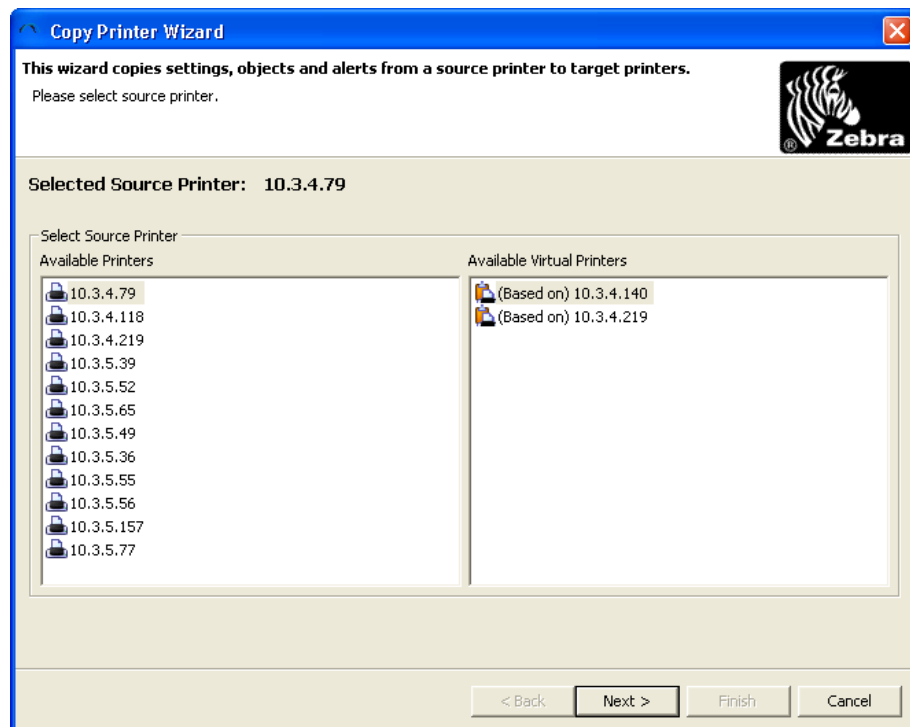 Copy Printer Wizard
This wizard copies settings, objects and alerts from a source printer to target printers.
Please select source printer.
® Zebra
Selected Source Printer: 10.3.4.79
Select Source Printer
Available Printers
10.3.4.79
10.3.4.118
10.3.4.219
10.3.5.39
10.3.5.52
10.3.5.65
10.3.5.49
10.3.5.36
10.3.5.55
10.3.5.56
10.3.5.157
10.3.5.77
Available Virtual Printers
(Based on) 10.3.4.140
(Based on) 10.3.4.219
< Back
Next >
Finish
Cancel